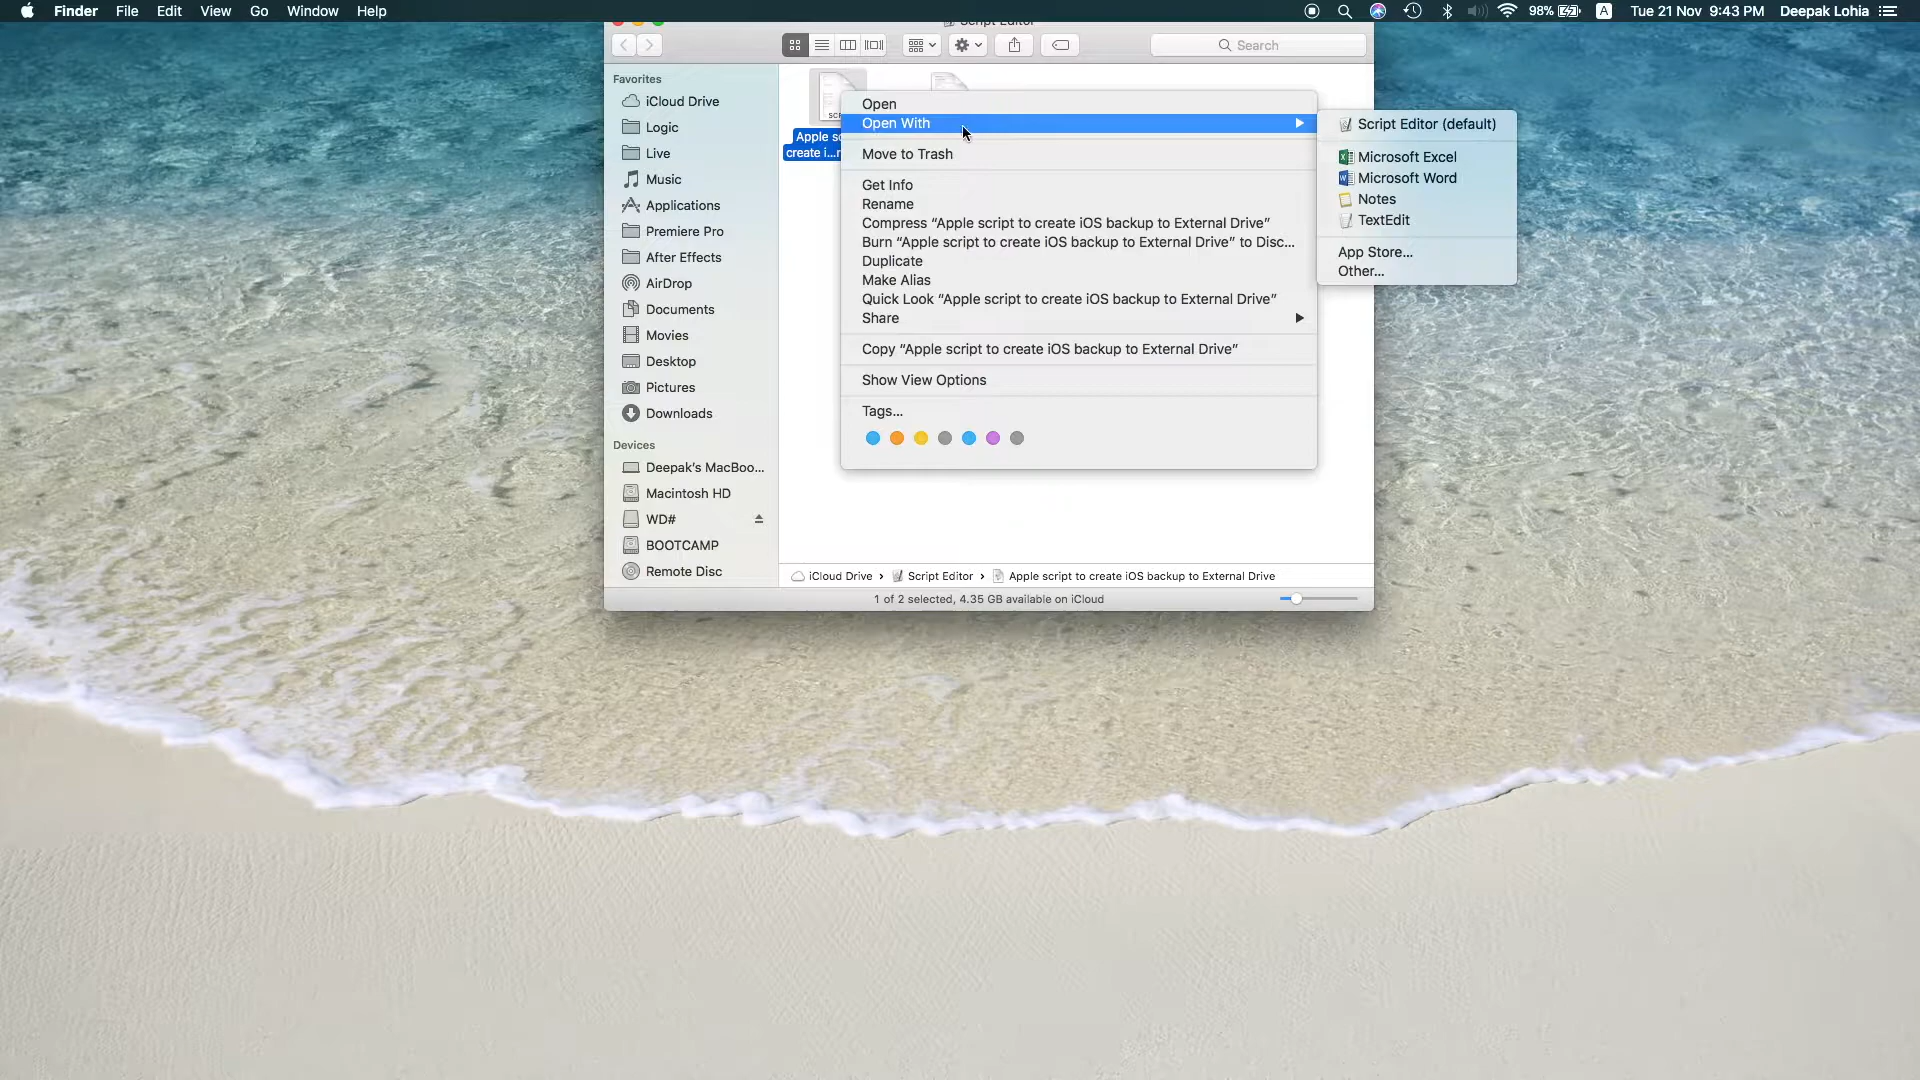 Finder File Edit View Go Window Help
98% A Tue 21 Nov 9:43 PM Deepak Lohia
Script Editor
Search
Favorites
iCloud Drive
Logic
Live
Music
Applications
Premiere Pro
After Effects
AirDrop
Documents
Movies
Desktop
Pictures
Downloads
Devices
Deepak's MacBoo...
Macintosh HD
WD#
BOOTCAMP
Remote Disc
Open
Open With
Move to Trash
Get Info
Rename
Compress “Apple script to create iOS backup to External Drive”
Burn “Apple script to create iOS backup to External Drive” to Disc...
Duplicate
Make Alias
Quick Look “Apple script to create iOS backup to External Drive”
Share
Copy “Apple script to create iOS backup to External Drive”
Show View Options
Tags...
Script Editor (default)
Microsoft Excel
Microsoft Word
Notes
TextEdit
App Store...
Other...
iCloud Drive › Script Editor › Apple script to create iOS backup to External Drive
1 of 2 selected, 4.35 GB available on iCloud